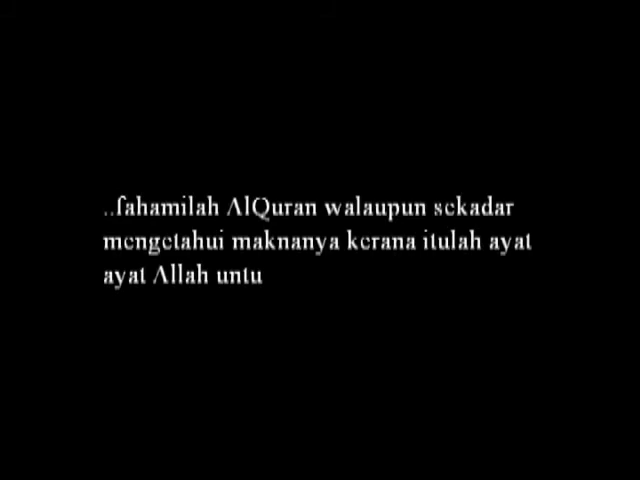 ..fahamilah AlQuran walaupun sekadar
mengetahui maknanya kerana itulah ayat
ayat Allah untu